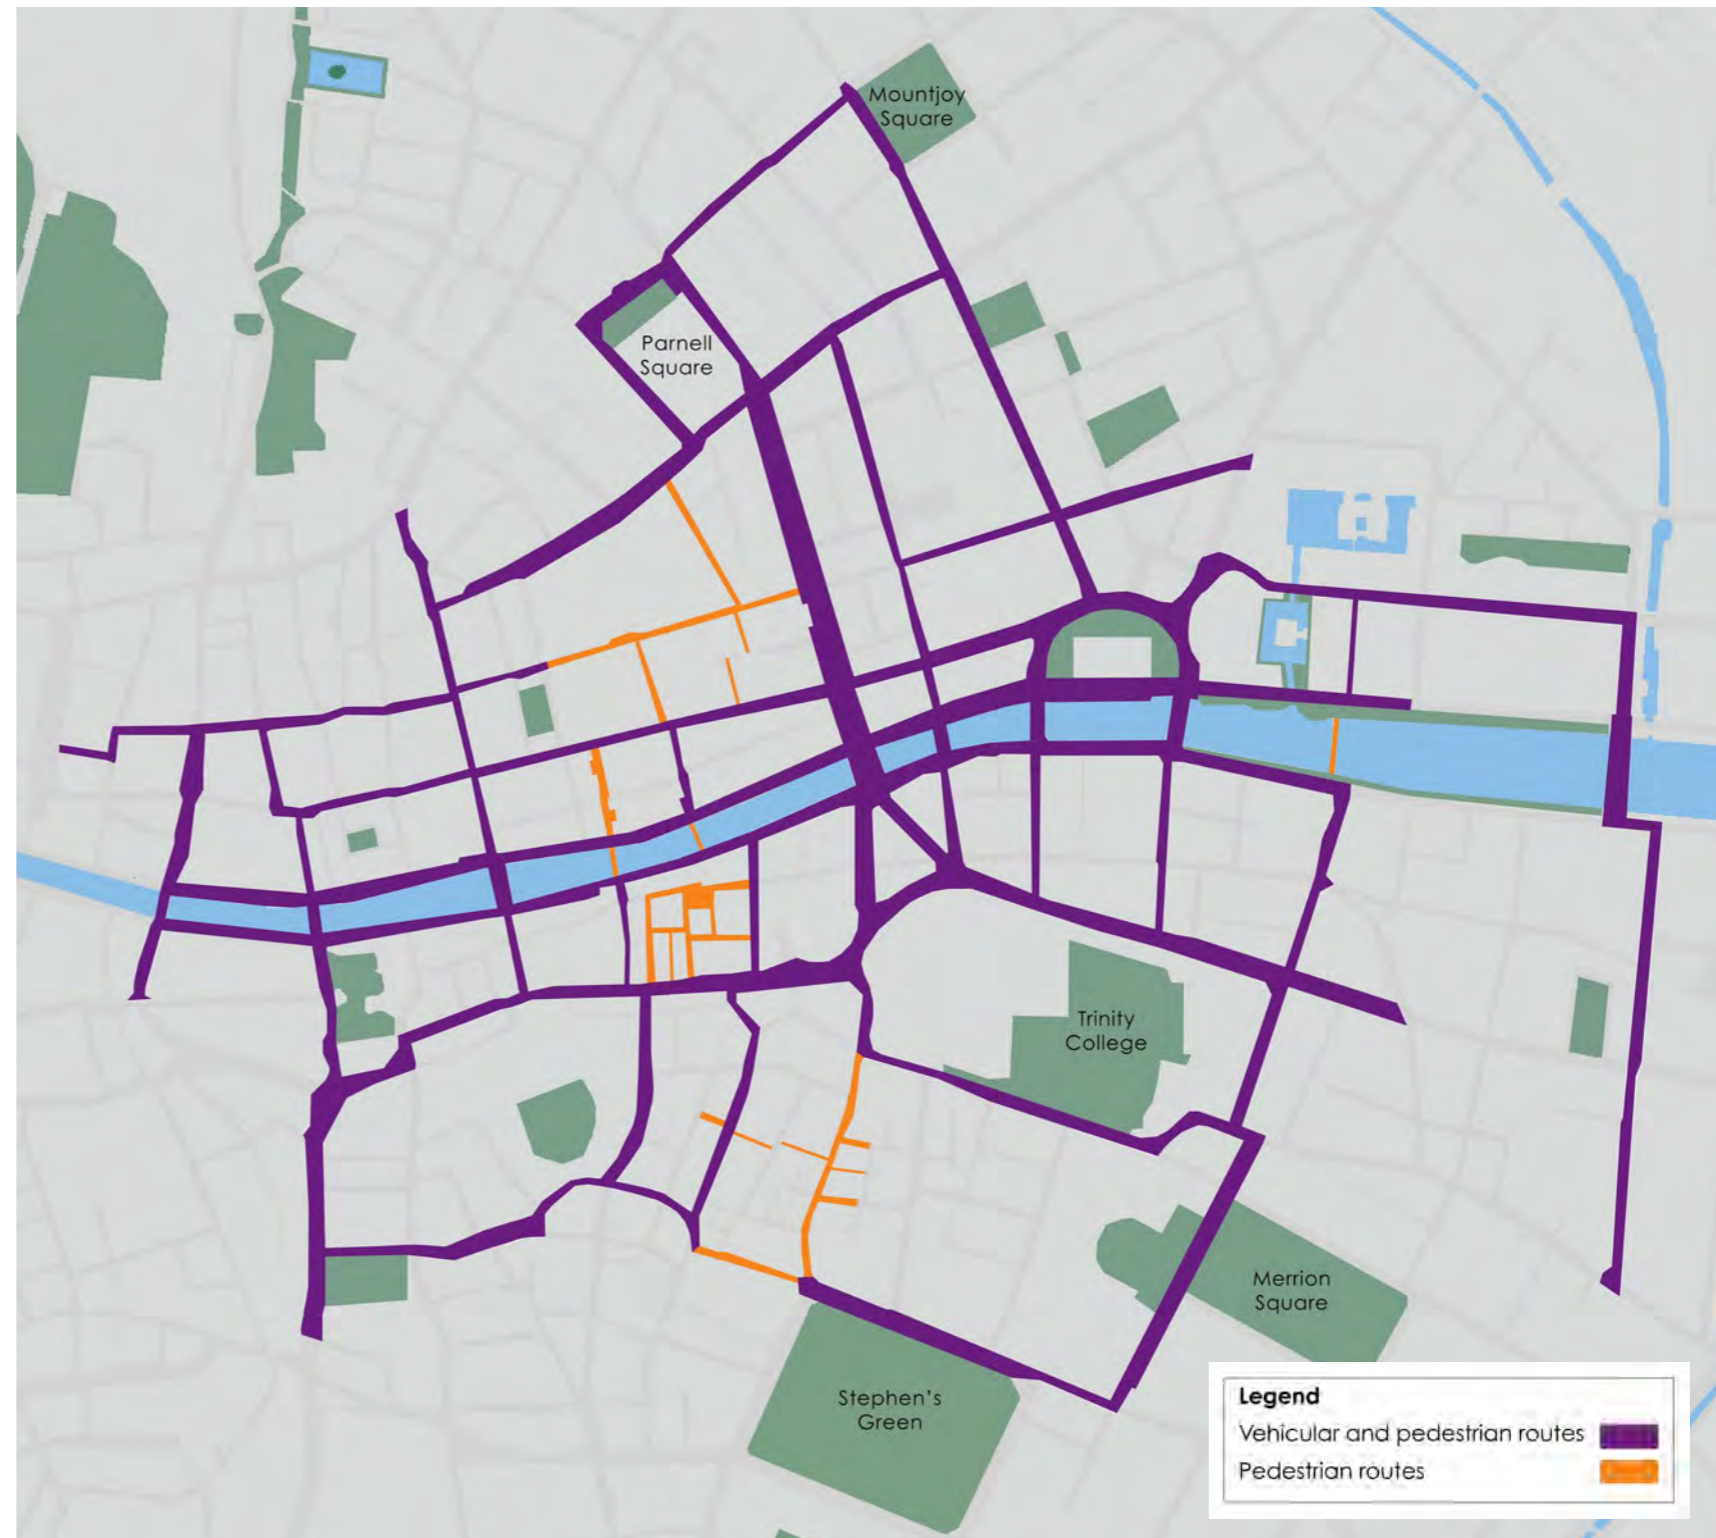 Mountjoy
Square
Parnell
Square
Trinity
College
Merrion
Square
Stephen's
Green
Legend
Vehicular and pedestrian routes
Pedestrian routes